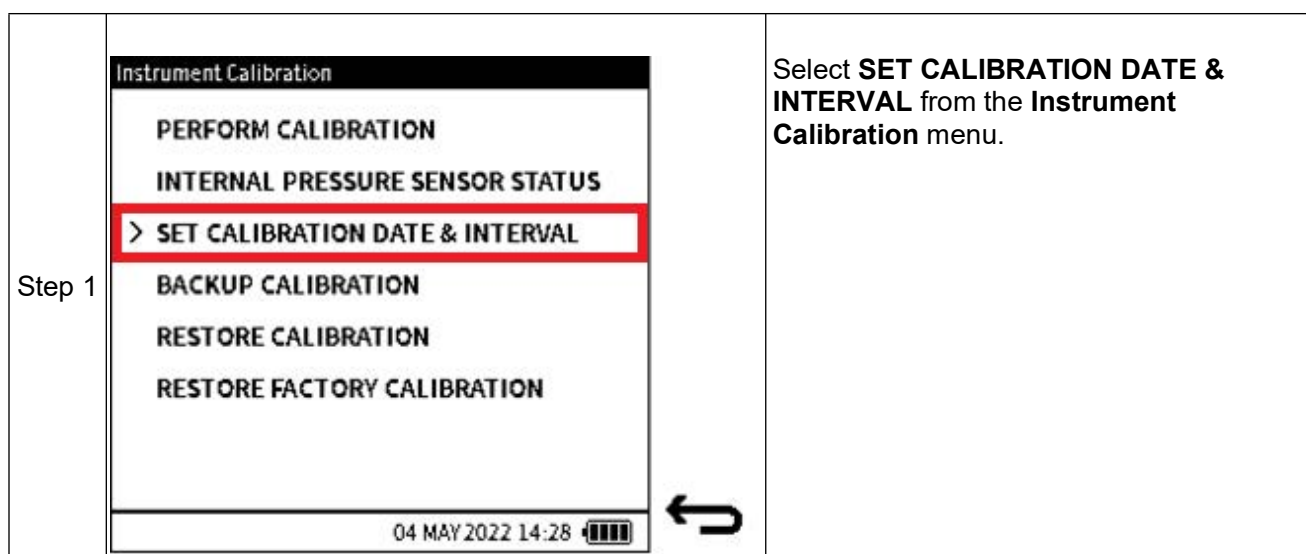 Step 1
Instrument Calibration
PERFORM CALIBRATION
INTERNAL PRESSURE SENSOR STATUS
> SET CALIBRATION DATE & INTERVAL
BACKUP CALIBRATION
RESTORE CALIBRATION
RESTORE FACTORY CALIBRATION
04 MAY 2022 14:28
Select SET CALIBRATION DATE &
INTERVAL from the Instrument
Calibration menu.